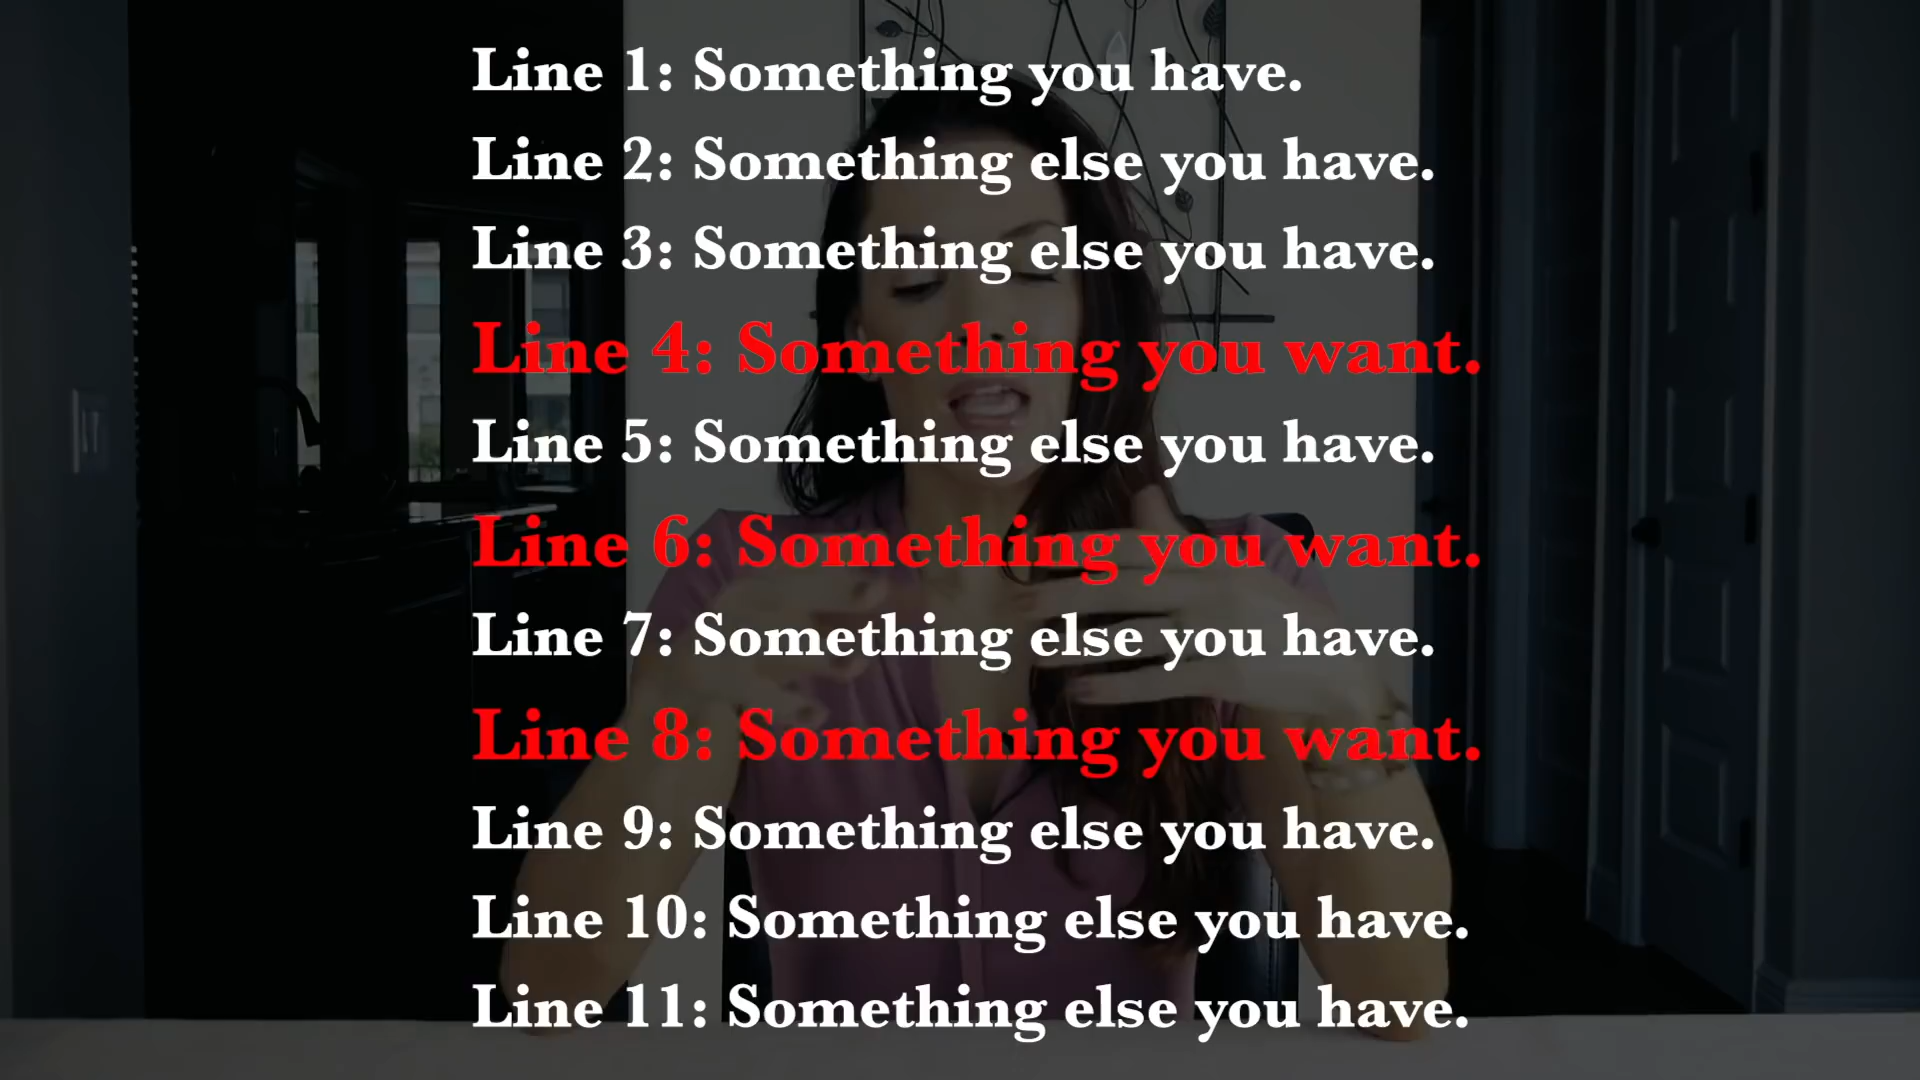 Line 1: Something you have.
Line 2: Something else you have.
Line 3: Something else you have.
Line 4: Something you want.
Line 5: Something else you have.
Line 6: Something you want.
Line 7: Something else you have.
Line 8: Something you want.
Line 9: Something else you have.
Line 10: Something else you have.
Line 11: Something else you have.